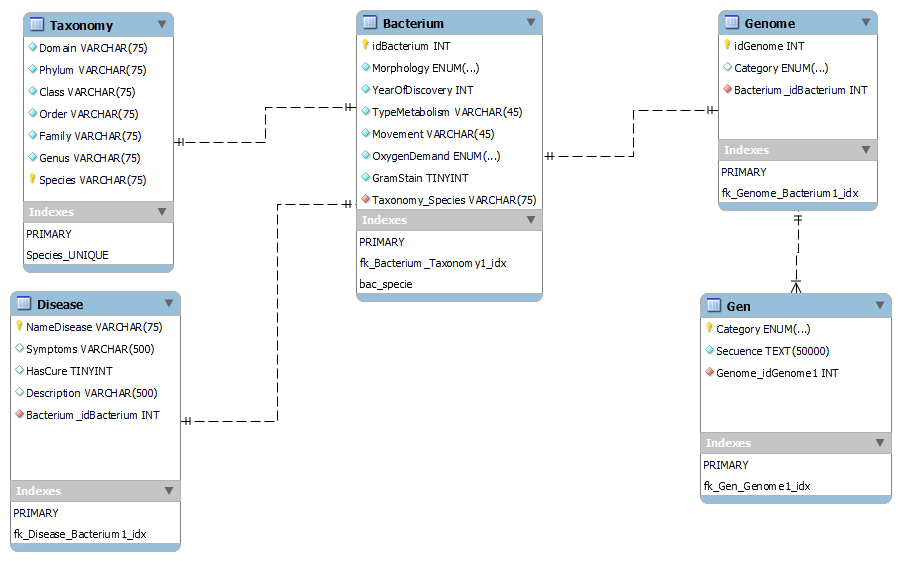 Taxonomy
Domain VARCHAR(75)
Phylum VARCHAR(75)
Class VARCHAR(75)
Order VARCHAR(75)
Family VARCHAR(75)
Genus VARCHAR(75)
Species VARCHAR(75)
Indexes
PRIMARY
Species_UNIQUE
Bacterium
idBacterium INT
Morphology ENUM(...)
YearOfDiscovery INT
TypeMetabolism VARCHAR(45)
Movement VARCHAR(45)
OxygenDemand ENUM(...)
GramStain TINYINT
Taxonomy_Species VARCHAR(75)
Indexes
PRIMARY
fk_Bacterium_Taxonomy1_idx
bac_specie
Genome
idGenome INT
Category ENUM(...)
Bacterium_idBacterium INT
Indexes
PRIMARY
fk_Genome_Bacterium1_idx
Disease
NameDisease VARCHAR(75)
Symptoms VARCHAR(500)
HasCure TINYINT
Description VARCHAR(500)
Bacterium_idBacterium INT
Indexes
PRIMARY
fk_Disease_Bacterium1_idx
Gen
Category ENUM(...)
Secuence TEXT(50000)
Genome_idGenome1 INT
Indexes
PRIMARY
fk_Gen_Genome1_idx